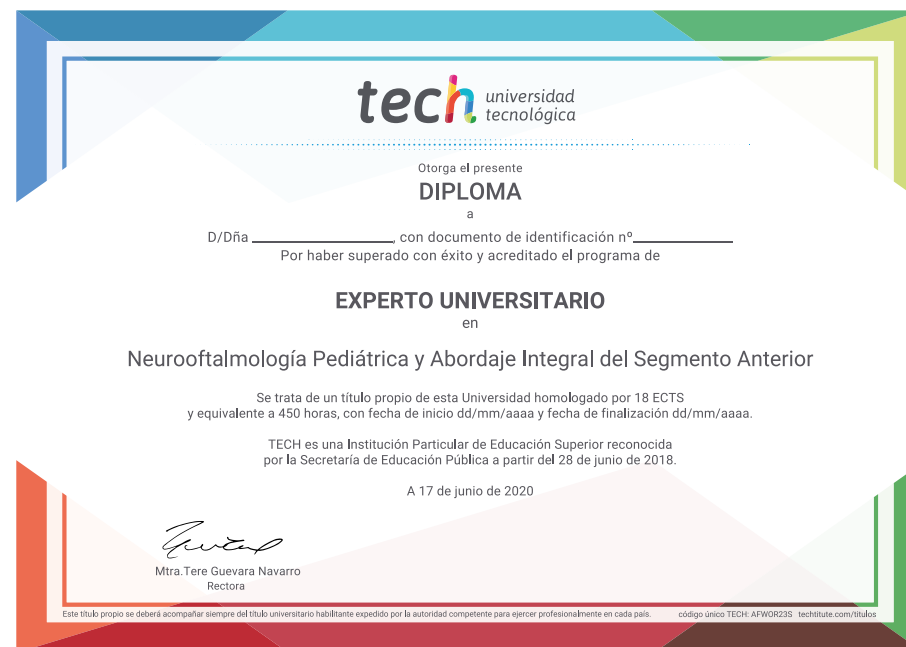 tech universidad
tecnológica
Otorga el presente
DIPLOMA
a
D/Dña ____________________, con documento de identificación nº______________
Por haber superado con éxito y acreditado el programa de
EXPERTO UNIVERSITARIO
en
Neurooftalmología Pediátrica y Abordaje Integral del Segmento Anterior
Se trata de un título propio de esta Universidad homologado por 18 ECTS
y equivalente a 450 horas, con fecha de inicio dd/mm/aaaa y fecha de finalización dd/mm/aaaa.
TECH es una Institución Particular de Educación Superior reconocida
por la Secretaría de Educación Pública a partir del 28 de junio de 2018.
A 17 de junio de 2020
Mtra.Tere Guevara Navarro
Rectora
Este título propio se deberá acompañar siempre del título universitario habilitante expedido por la autoridad competente para ejercer profesionalmente en cada país. código único TECH: AFWOR23S techtitute.com/titulos